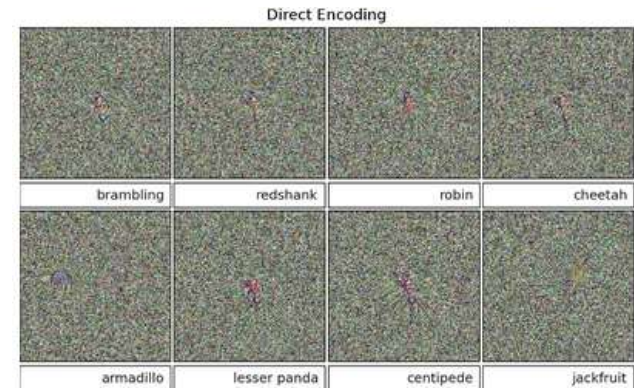 Direct Encoding
brambling
redshank
robin
cheetah
armadillo
lesser panda
centipede
jackfruit